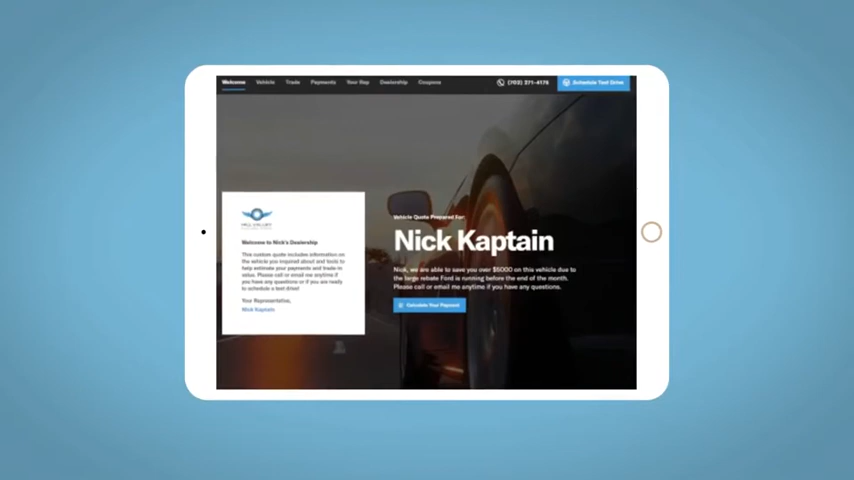 Welcome Vehicle Trade Payments Your Rep Dealership Coupons (702) 371-4175 Schedule Test Drive
Vehicle Quote Prepared For:
Nick Kaptain
Nick, we are able to save you over $6000 on this vehicle due to
the large rebate Ford is running before the end of the month.
Please call or email me anytime if you have any questions.
Calculate Your Payment
Welcome to Nick's Dealership
This custom quote includes information on
the vehicle you inquired about and tools to
help estimate your payments and trade-in
value. Please call or email me anytime if
you have any questions or if you are ready
to schedule a test drive!
Your Representative,
Nick Kaptain